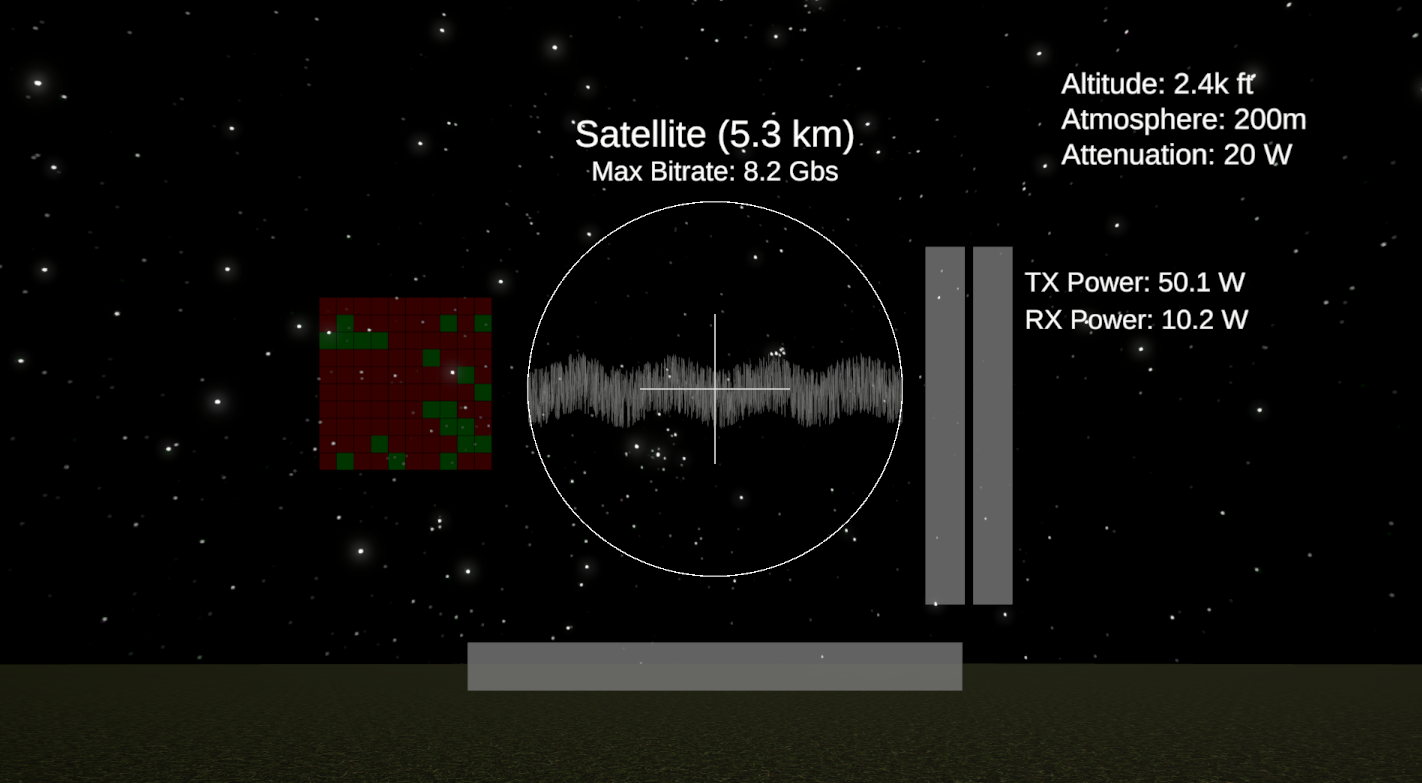 Altitude: 2.4k ft
Atmosphere: 200m
Attenuation: 20 W
Satellite (5.3 km)
Max Bitrate: 8.2 Gbs
TX Power: 50.1 W
RX Power: 10.2 W